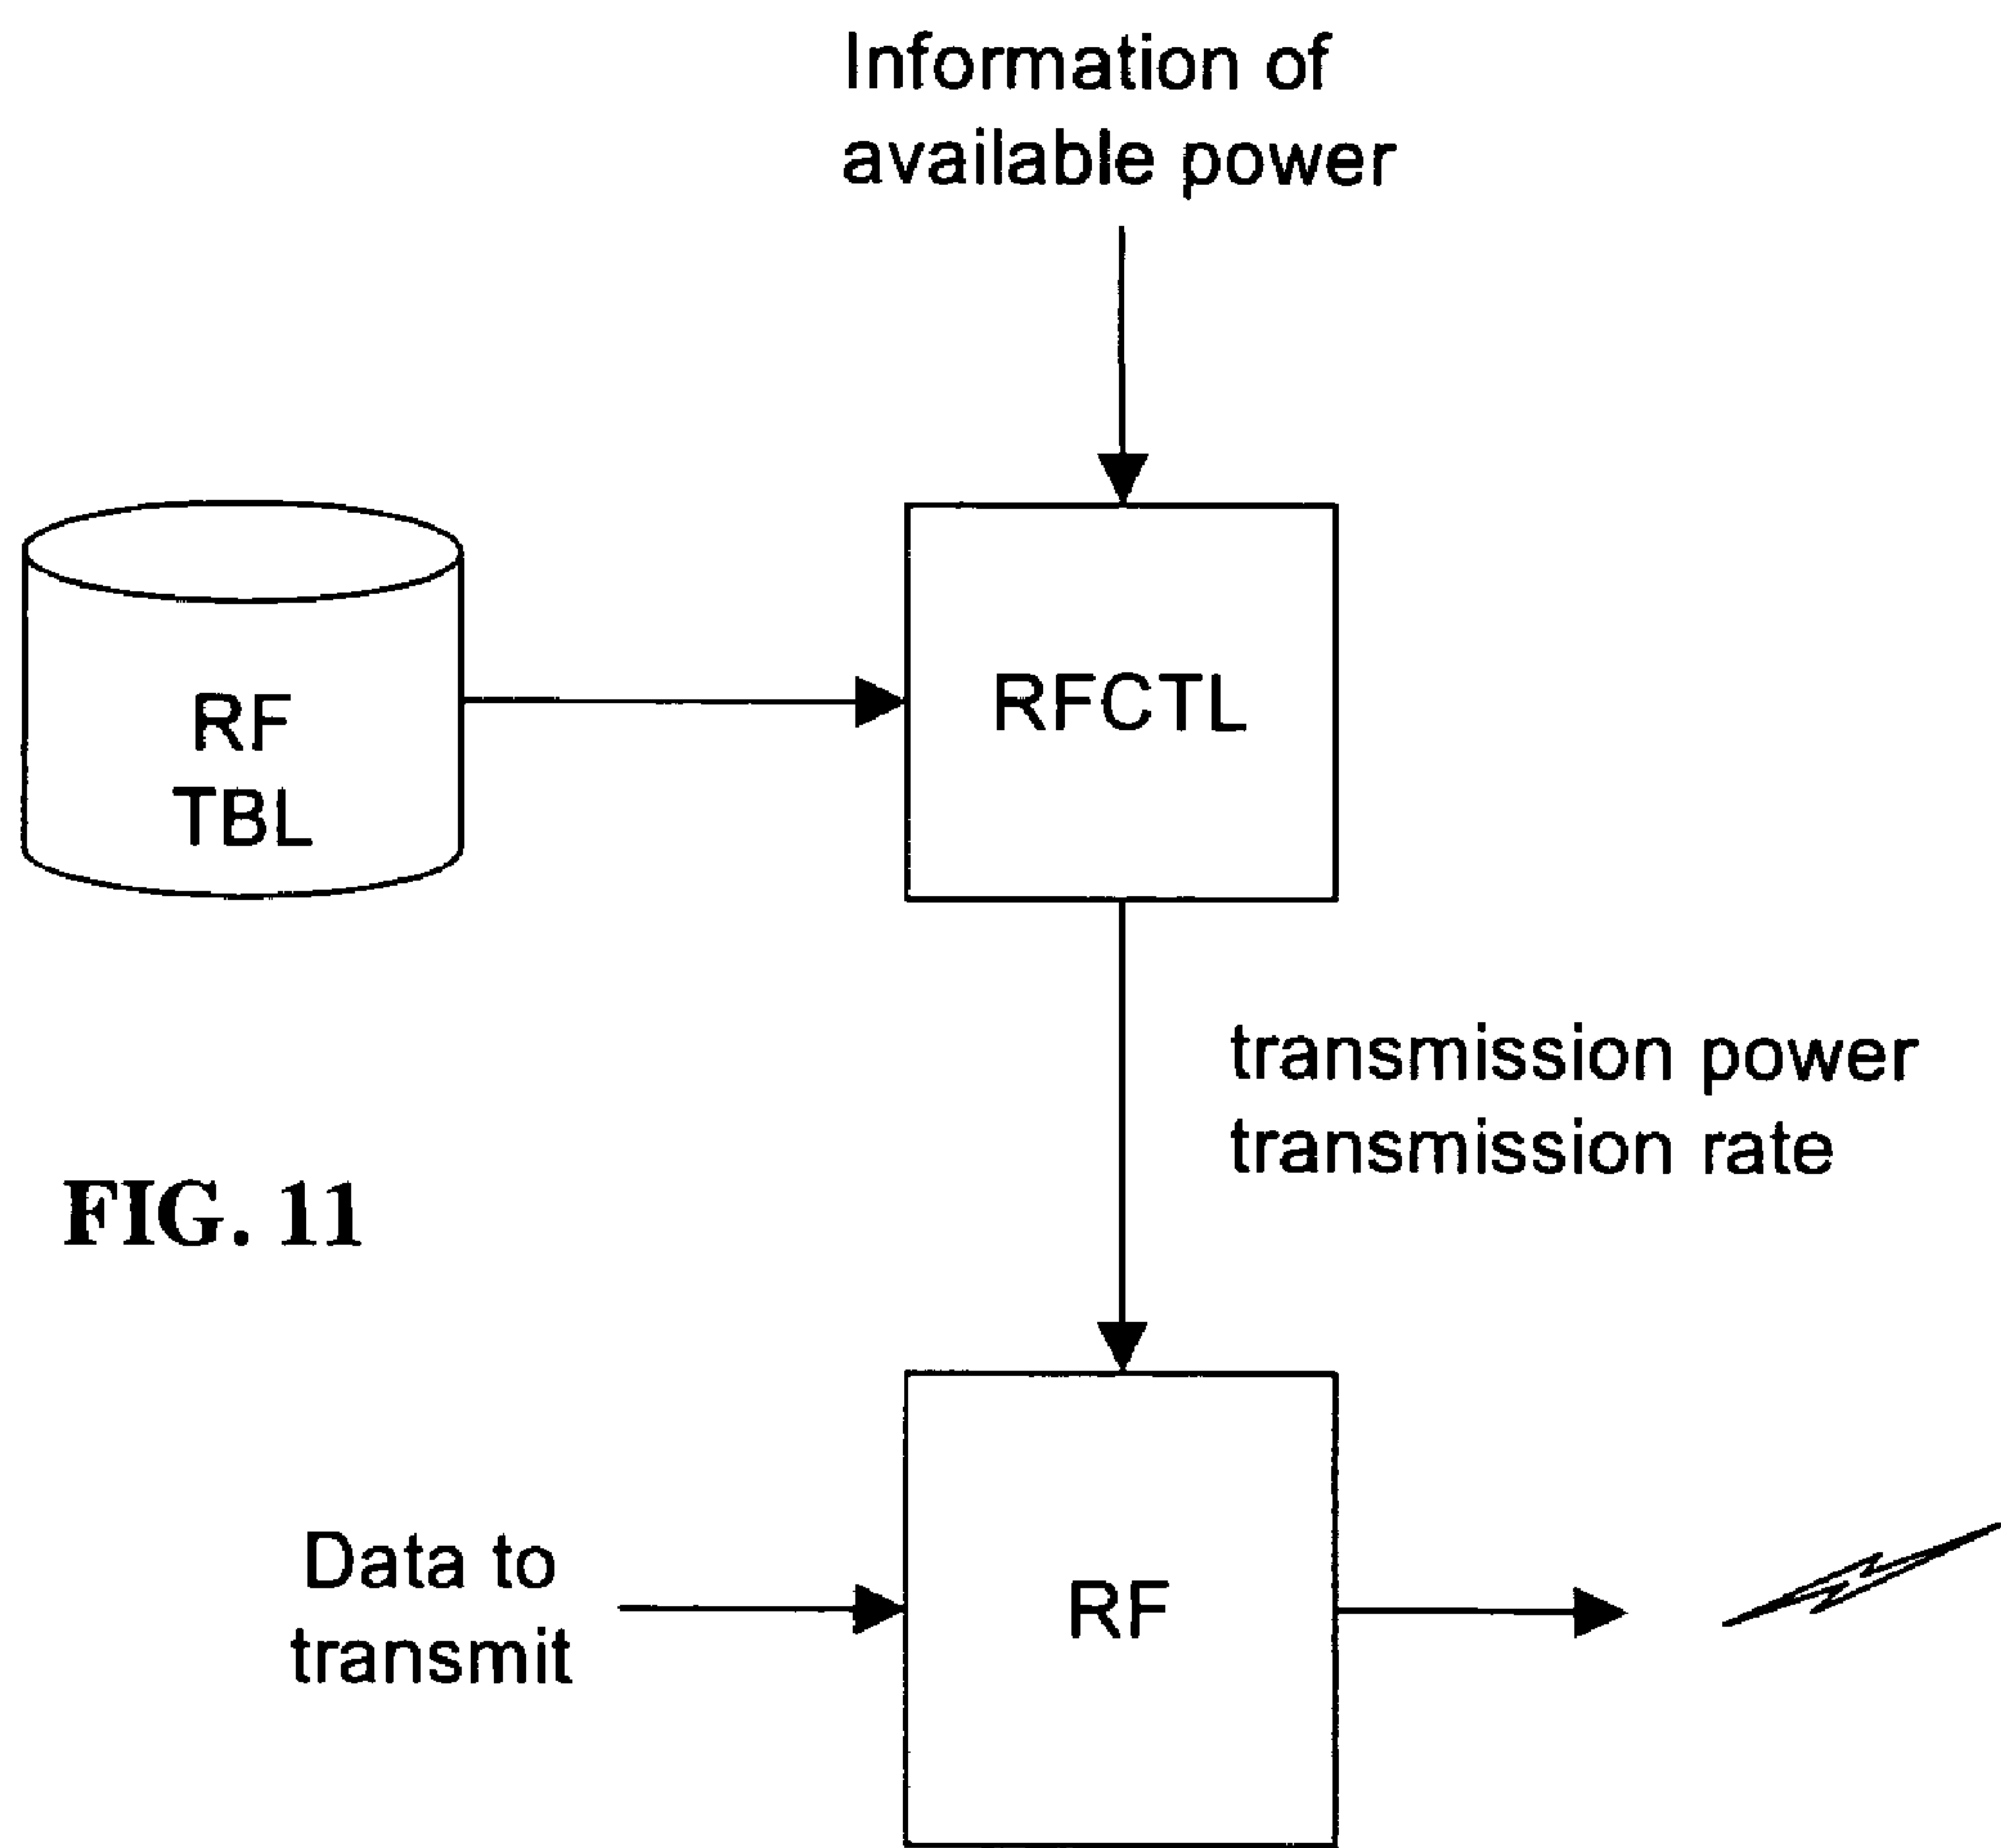 Information of
available power
RF
TBL
RFCTL
transmission power
transmission rate
FIG. 11
Data to
transmit
RF